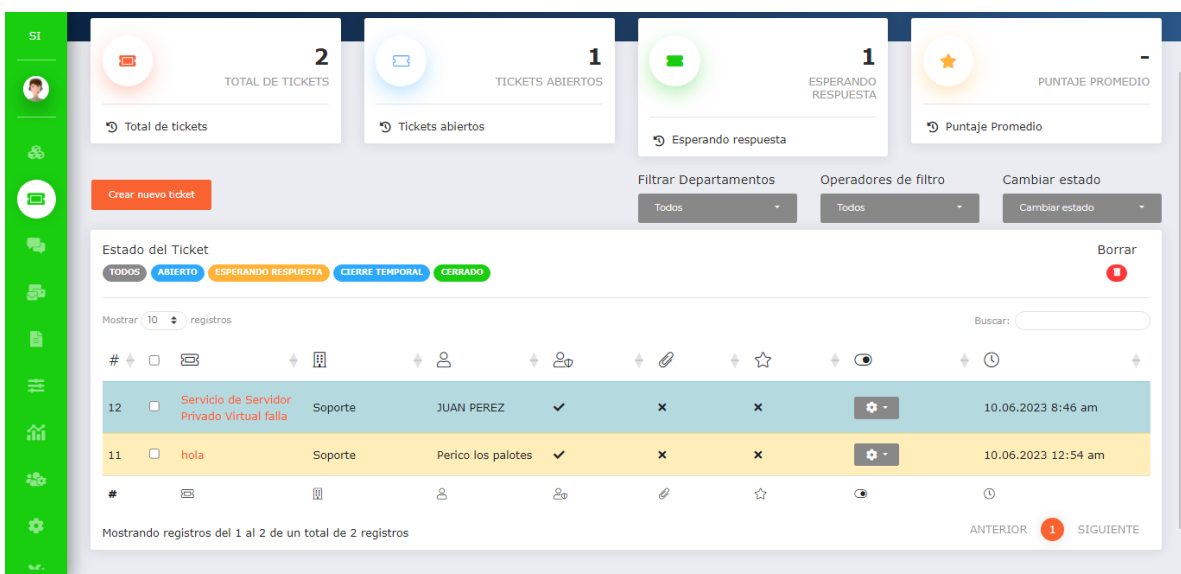 SI
2
TOTAL DE TICKETS
Total de tickets
1
TICKETS ABIERTOS
Tickets abiertos
1
ESPERANDO
RESPUESTA
Esperando respuesta
-
PUNTAJE PROMEDIO
Puntaje Promedio
Crear nuevo ticket
Filtrar Departamentos
Todos
Operadores de filtro
Todos
Cambiar estado
Cambiar estado
Estado del Ticket
Borrar
TODOS ABIERTO ESPERANDO RESPUESTA CIERRE TEMPORAL CERRADO
Mostrar 10 registros
Buscar:
#
12 Servicio de Servidor
Privado Virtual falla Soporte JUAN PEREZ 10.06.2023 8:46 am
11 hola Soporte Perico los palotes 10.06.2023 12:54 am
#
Mostrando registros del 1 al 2 de un total de 2 registros
ANTERIOR 1 SIGUIENTE